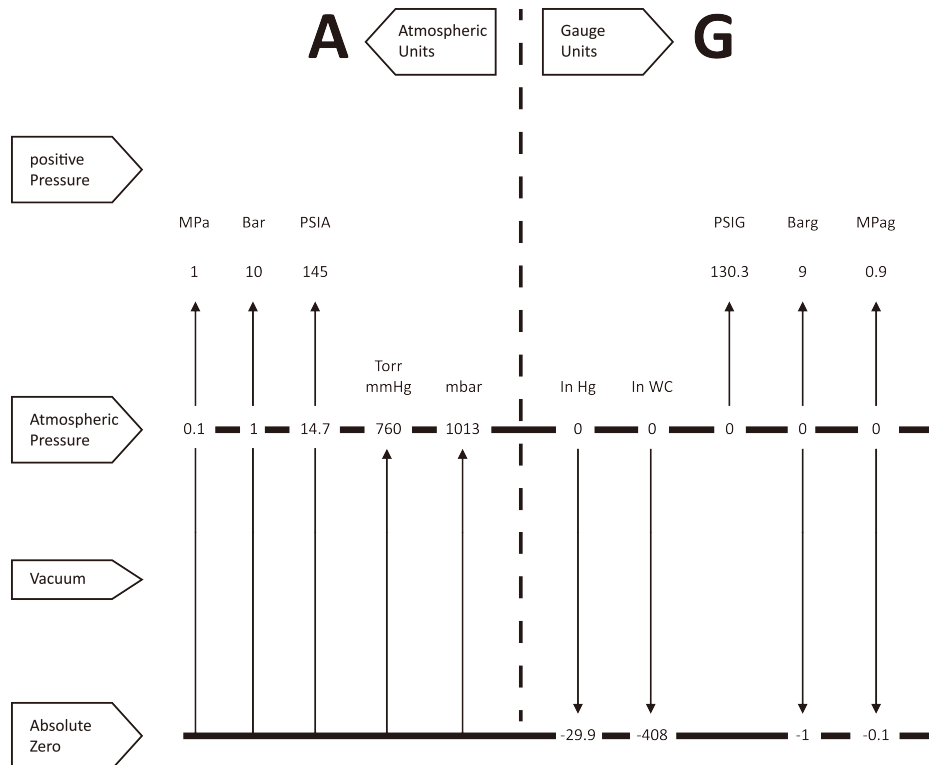 A
Atmospheric
Units
Gauge
Units
G
positive
Pressure
MPa Bar PSIA PSIG Barg MPag
1 10 145 130.3 9 0.9
Torr
mmHg mbar In Hg In WC
Atmospheric
Pressure
0.1 1 14.7 760 1013 0 0 0 0 0
Vacuum
Absolute
Zero
-29.9 -408 -1 -0.1